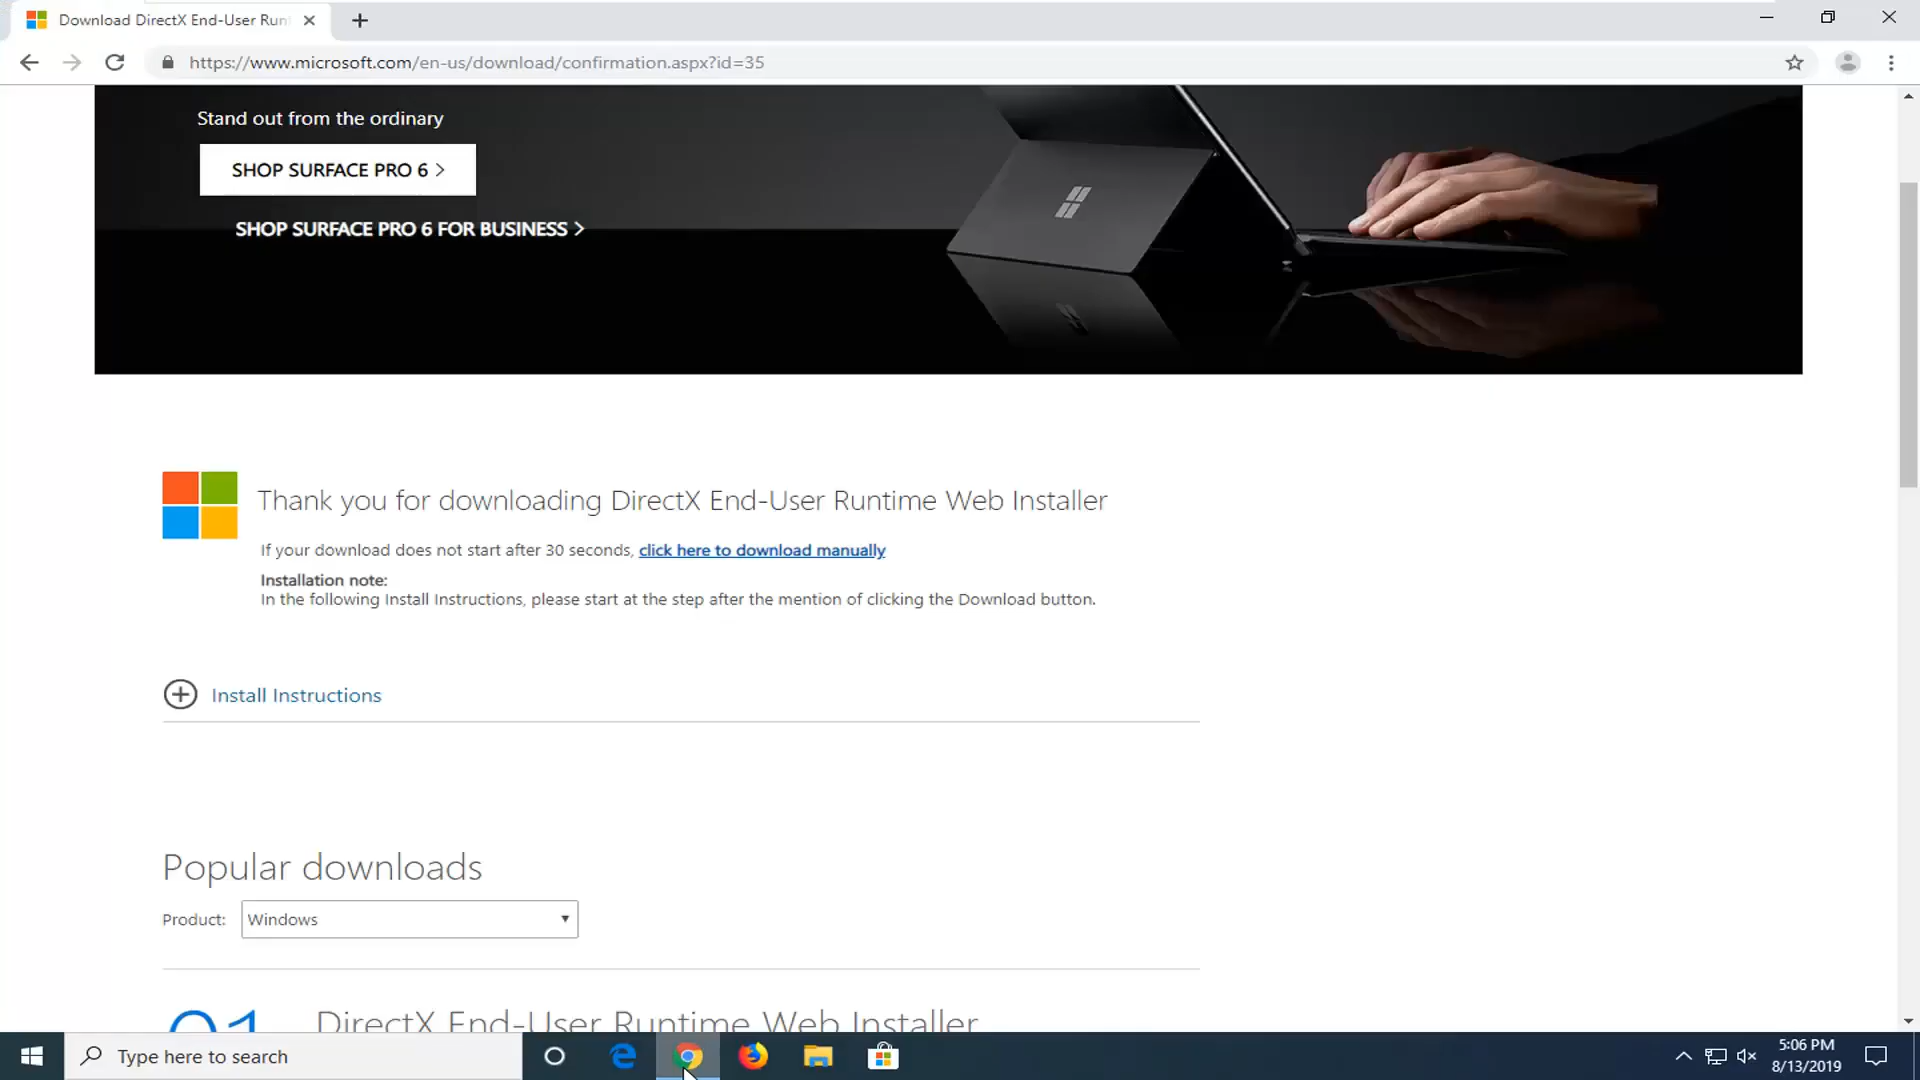 Download DirectX End-User Run
https://www.microsoft.com/en-us/download/confirmation.aspx?id=35
Stand out from the ordinary
SHOP SURFACE PRO 6 >
SHOP SURFACE PRO 6 FOR BUSINESS >
Thank you for downloading DirectX End-User Runtime Web Installer
If your download does not start after 30 seconds, click here to download manually
Installation note:
In the following Install Instructions, please start at the step after the mention of clicking the Download button.
Install Instructions
Popular downloads
Product: Windows
01 DirectX End-User Runtime Web Installer
Type here to search
5:06 PM
8/13/2019